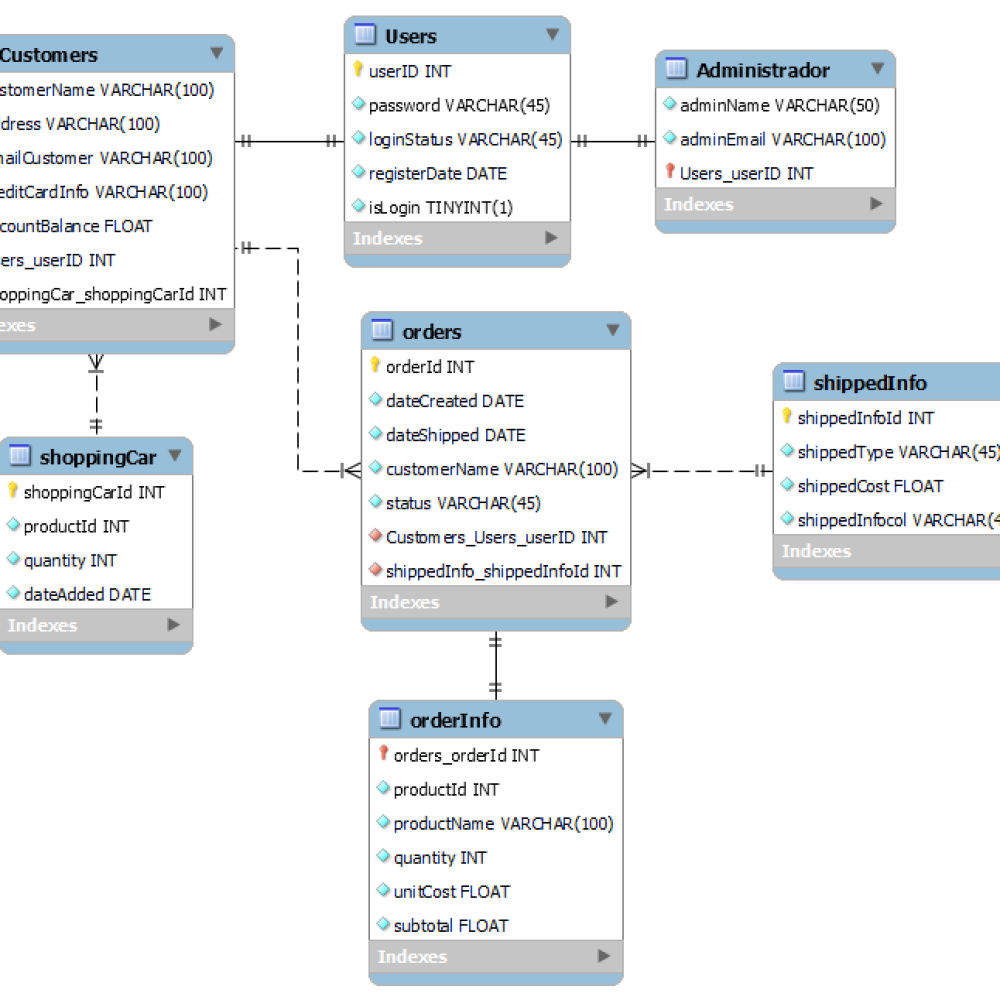 Customers
stomerName VARCHAR(100)
dress VARCHAR(100)
mailCustomer VARCHAR(100)
editCardInfo VARCHAR(100)
countBalance FLOAT
ers_userID INT
oppingCar_shoppingCarId INT
exes
Users
userID INT
password VARCHAR(45)
loginStatus VARCHAR(45)
registerDate DATE
isLogin TINYINT(1)
Indexes
Administrador
adminName VARCHAR(50)
adminEmail VARCHAR(100)
Users_userID INT
Indexes
shoppingCar
shoppingCarId INT
productId INT
quantity INT
dateAdded DATE
Indexes
orders
orderId INT
dateCreated DATE
dateShipped DATE
customerName VARCHAR(100)
status VARCHAR(45)
Customers_Users_userID INT
shippedInfo_shippedInfoId INT
Indexes
shippedInfo
shippedInfoId INT
shippedType VARCHAR(45)
shippedCost FLOAT
shippedInfocol VARCHAR(4
Indexes
orderInfo
orders_orderId INT
productId INT
productName VARCHAR(100)
quantity INT
unitCost FLOAT
subtotal FLOAT
Indexes